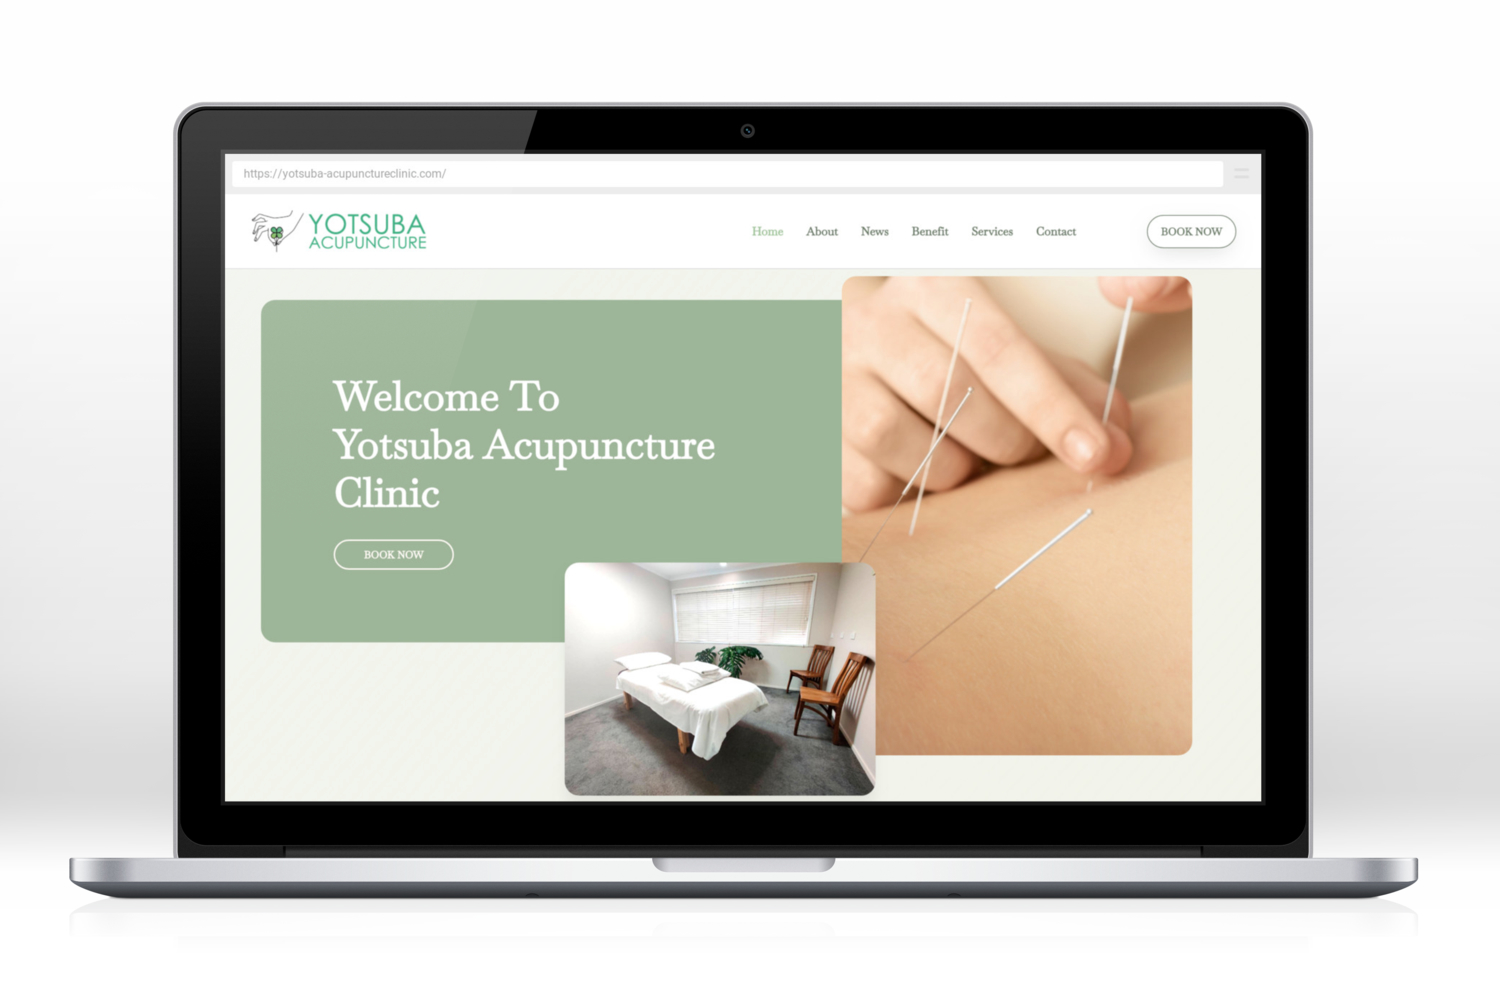 https://yotsuba-acupunctureclinic.com/
YOTSUBA
ACUPUNCTURE
Home About News Benefit Services Contact
BOOK NOW
Welcome To
Yotsuba Acupuncture
Clinic
BOOK NOW